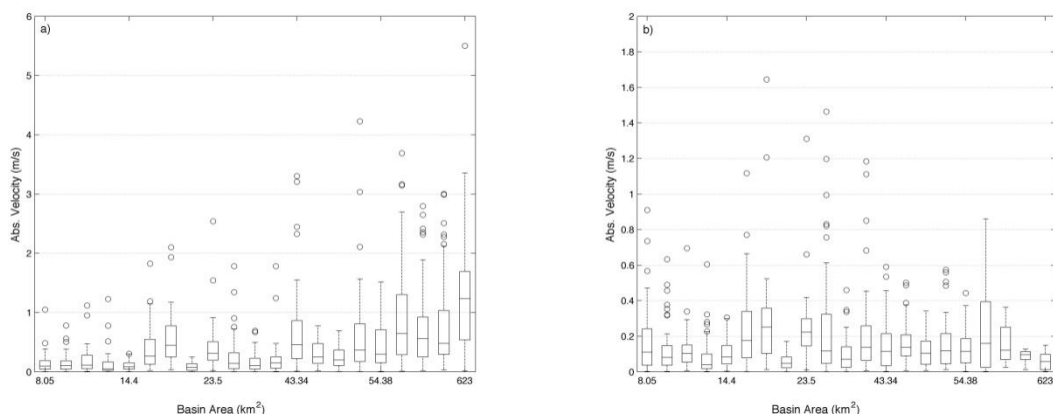 a)
Abs. Velocity (m/s)
6
5
4
3
2
1
0
8.05 14.4 23.5 43.34 54.38 623
Basin Area (km²)
b)
Abs. Velocity (m/s)
2
1.8
1.6
1.4
1.2
1
0.8
0.6
0.4
0.2
0
8.05 14.4 23.5 43.34 54.38 623
Basin Area (km²)